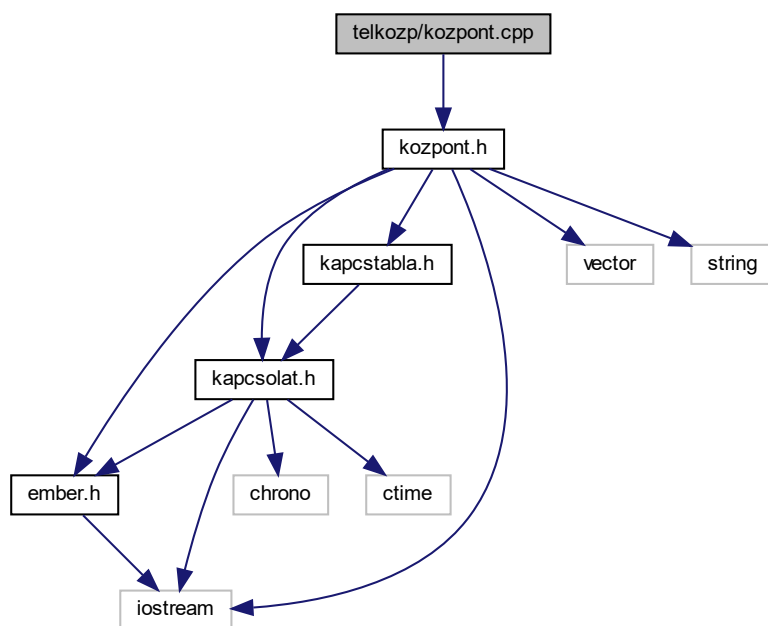 telkozp/kozpont.cpp
kozpont.h
kapcstabla.h
vector
string
kapcsolat.h
ember.h
chrono
ctime
iostream